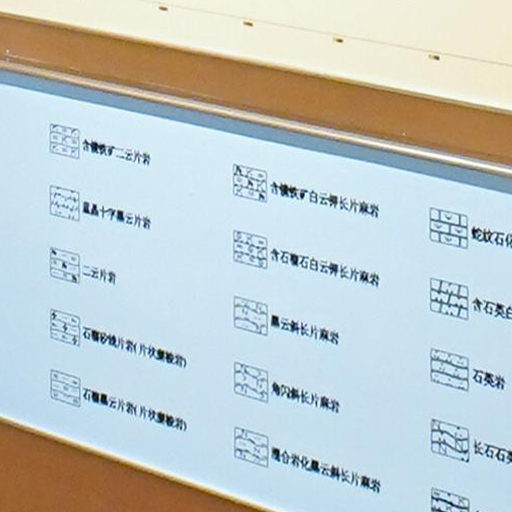 含磁铁矿二云片岩
蓝晶十字黑云片岩
二云片岩
石榴砂线片岩(片状糜棱岩)
石榴黑云片岩(片状糜棱岩)
含磁铁矿白云钾长片麻岩
含石榴石白云钾长片麻岩
黑云斜长片麻岩
角闪斜长片麻岩
混合岩化黑云斜长片麻岩
蛇纹石化
含石英白
石英岩
长石石英